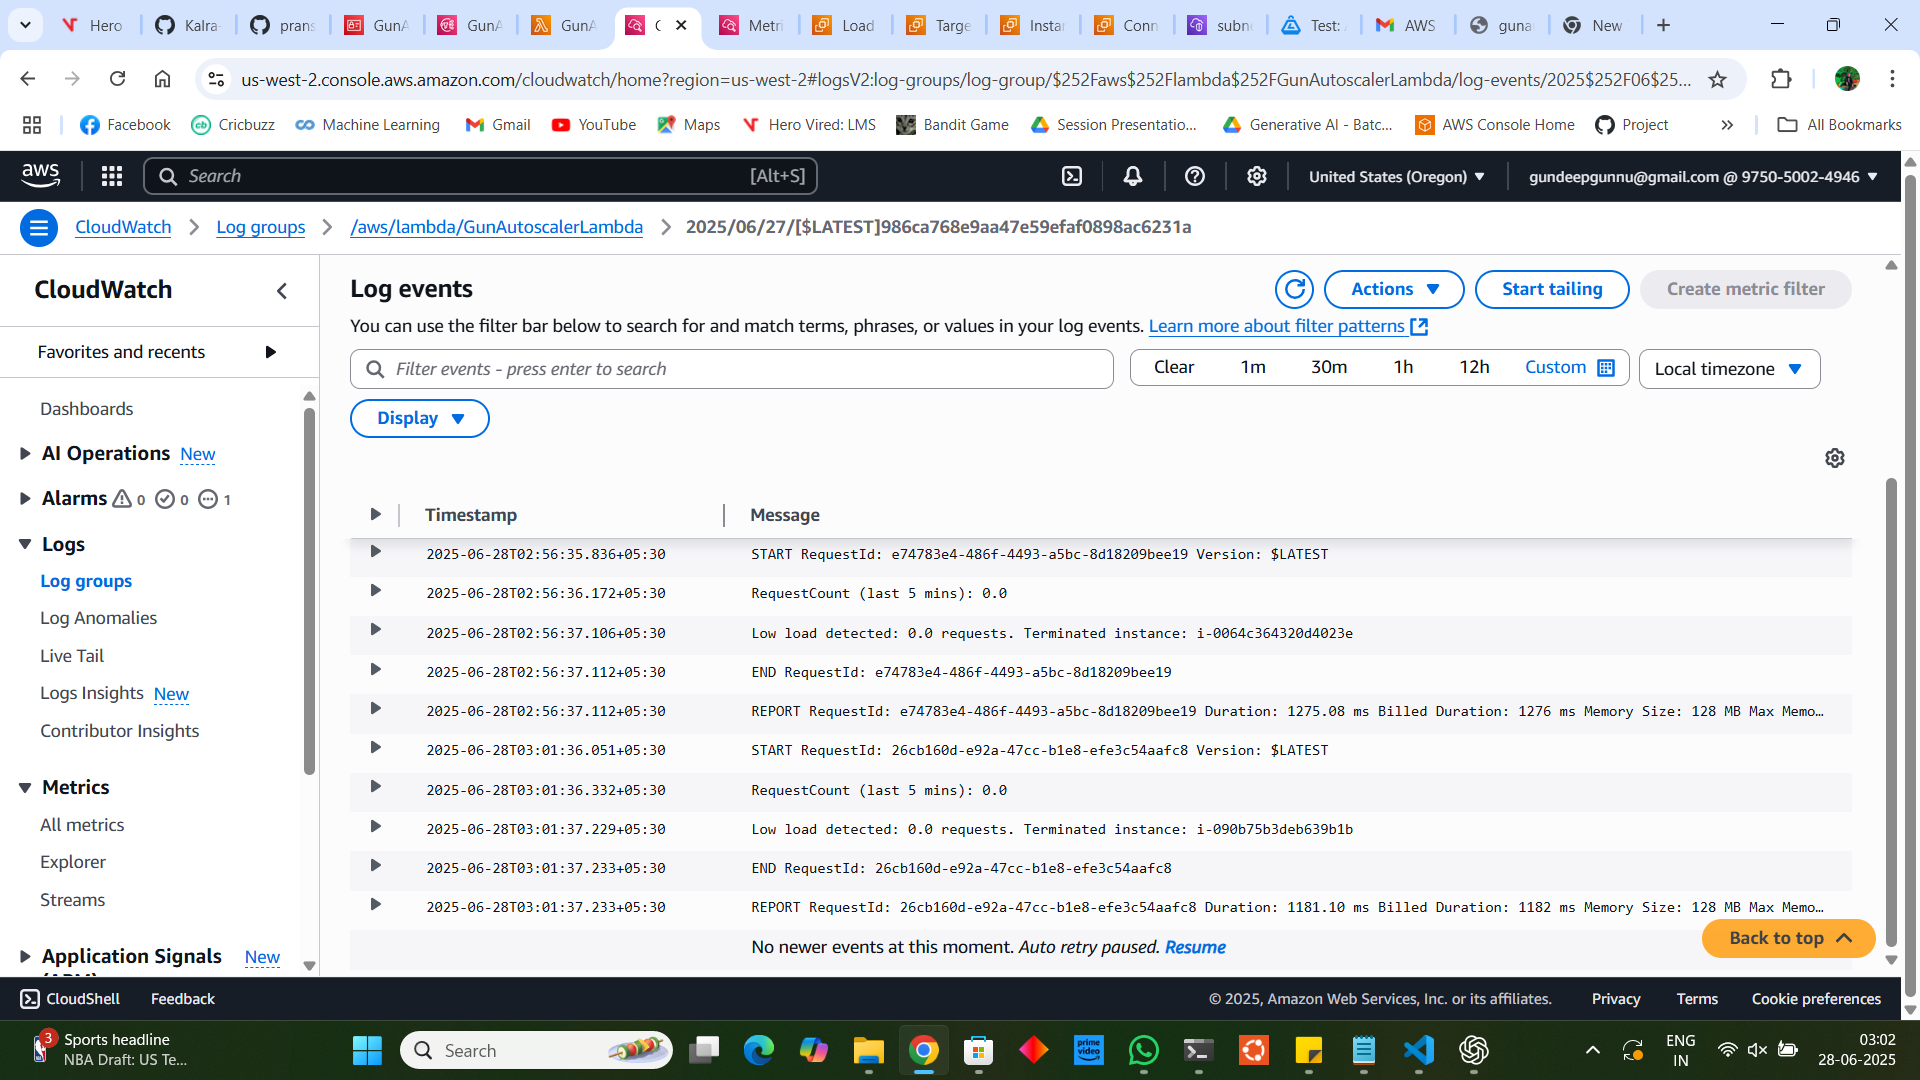 Hero
Kalra-
prans
GunA
GunA
GunA
C
Metri
Load
Targe
Instan
Conn
subne
Test:
AWS
guna
New
us-west-2.console.aws.amazon.com/cloudwatch/home?region=us-west-2#logsV2:log-groups/log-group/$252Faws$252Flambda$252FGunAutoscalerLambda/log-events/2025$252F06$25...
Facebook
Cricbuzz
Machine Learning
Gmail
YouTube
Maps
Hero Vired: LMS
Bandit Game
Session Presentatio...
Generative AI - Batc...
AWS Console Home
Project
All Bookmarks
aws
Search
[Alt+S]
United States (Oregon)
gundeepgunnu@gmail.com @ 9750-5002-4946
CloudWatch
Log groups
/aws/lambda/GunAutoscalerLambda
2025/06/27/[$LATEST]986ca768e9aa47e59efaf0898ac6231a
CloudWatch
Favorites and recents
Dashboards
AI Operations New
Alarms 0 0 1
Logs
Log groups
Log Anomalies
Live Tail
Logs Insights New
Contributor Insights
Metrics
All metrics
Explorer
Streams
Application Signals New
(APM)
Log events
Actions
Start tailing
Create metric filter
You can use the filter bar below to search for and match terms, phrases, or values in your log events. Learn more about filter patterns
Filter events - press enter to search
Clear 1m 30m 1h 12h Custom
Local timezone
Display
Timestamp Message
2025-06-28T02:56:35.836+05:30 START RequestId: e74783e4-486f-4493-a5bc-8d18209bee19 Version: $LATEST
2025-06-28T02:56:36.172+05:30 RequestCount (last 5 mins): 0.0
2025-06-28T02:56:37.106+05:30 Low load detected: 0.0 requests. Terminated instance: i-0064c364320d4023e
2025-06-28T02:56:37.112+05:30 END RequestId: e74783e4-486f-4493-a5bc-8d18209bee19
2025-06-28T02:56:37.112+05:30 REPORT RequestId: e74783e4-486f-4493-a5bc-8d18209bee19 Duration: 1275.08 ms Billed Duration: 1276 ms Memory Size: 128 MB Max Memo...
2025-06-28T03:01:36.051+05:30 START RequestId: 26cb160d-e92a-47cc-b1e8-efe3c54aafc8 Version: $LATEST
2025-06-28T03:01:36.332+05:30 RequestCount (last 5 mins): 0.0
2025-06-28T03:01:37.229+05:30 Low load detected: 0.0 requests. Terminated instance: i-090b75b3deb639b1b
2025-06-28T03:01:37.233+05:30 END RequestId: 26cb160d-e92a-47cc-b1e8-efe3c54aafc8
2025-06-28T03:01:37.233+05:30 REPORT RequestId: 26cb160d-e92a-47cc-b1e8-efe3c54aafc8 Duration: 1181.10 ms Billed Duration: 1182 ms Memory Size: 128 MB Max Memo...
No newer events at this moment. Auto retry paused. Resume
Back to top
CloudShell
Feedback
© 2025, Amazon Web Services, Inc. or its affiliates.
Privacy
Terms
Cookie preferences
3
Sports headline
NBA Draft: US Te...
Search
prime video
ENG
IN
03:02
28-06-2025